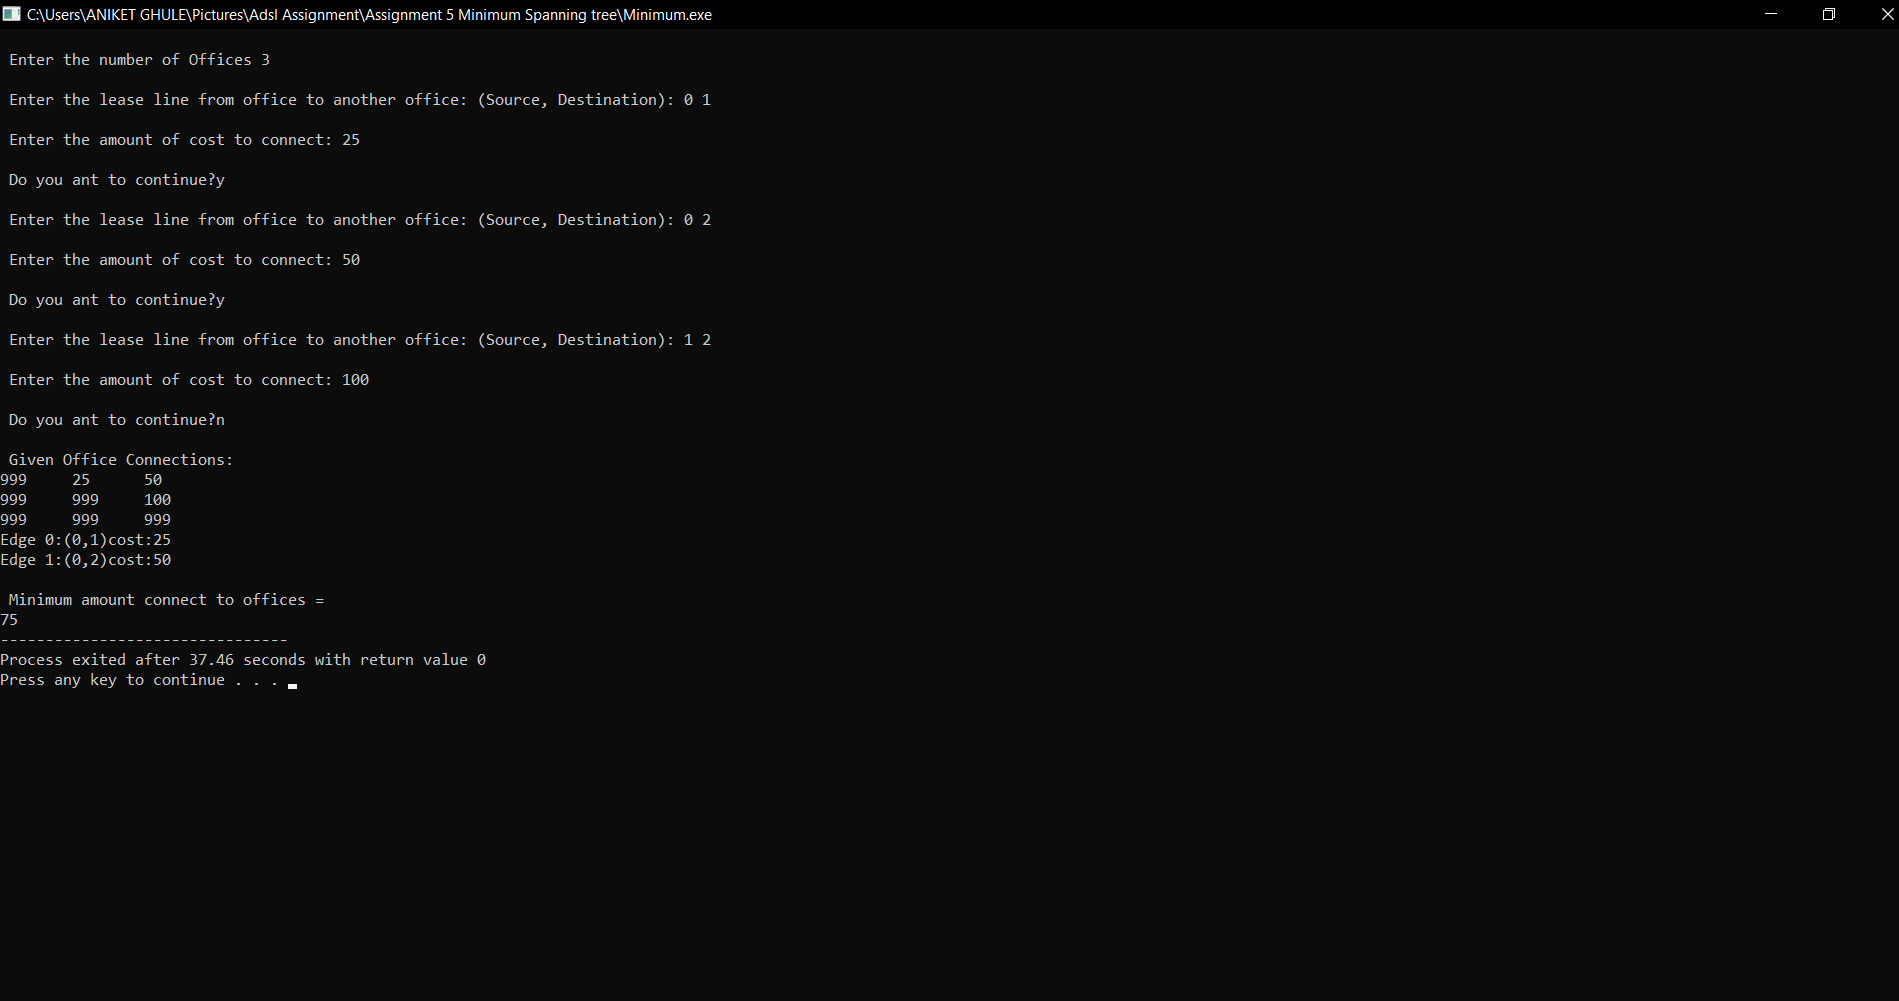 C:\Users\ANIKET GHULE\Pictures\Adsl Assignment\Assignment 5 Minimum Spanning tree\Minimum.exe
Enter the number of Offices 3
Enter the lease line from office to another office: (Source, Destination): 0 1
Enter the amount of cost to connect: 25
Do you ant to continue?y
Enter the lease line from office to another office: (Source, Destination): 0 2
Enter the amount of cost to connect: 50
Do you ant to continue?y
Enter the lease line from office to another office: (Source, Destination): 1 2
Enter the amount of cost to connect: 100
Do you ant to continue?n
Given Office Connections:
999 25 50
999 999 100
999 999 999
Edge 0:(0,1)cost:25
Edge 1:(0,2)cost:50
Minimum amount connect to offices =
75
--------------------------------
Process exited after 37.46 seconds with return value 0
Press any key to continue . . .